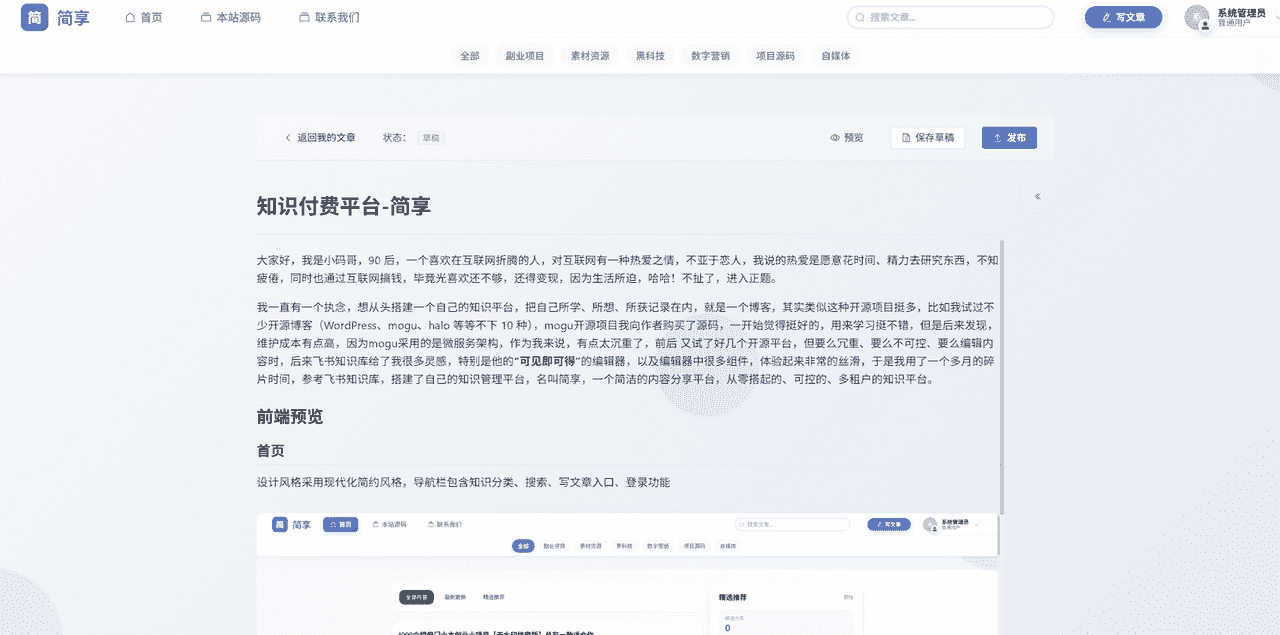 简 简享 首页 本站源码 联系我们 搜索文章... 写文章 系统管理员
普通用户
全部 副业项目 素材资源 黑科技 数字营销 项目源码 自媒体
返回我的文章 状态： 草稿 预览 保存草稿 发布
知识付费平台-简享
大家好，我是小码哥，90 后，一个喜欢在互联网折腾的人，对互联网有一种热爱之情，不亚于恋人，我说的热爱是愿意花时间、精力去研究东西，不知
疲倦，同时也通过互联网搞钱，毕竟光喜欢还不够，还得变现，因为生活所迫，哈哈！不扯了，进入正题。
我一直有一个执念，想从头搭建一个自己的知识平台，把自己所学、所想、所获记录在内，就是一个博客，其实类似这种开源项目挺多，比如我试过不
少开源博客（WordPress、mogu、halo 等等不下 10 种），mogu开源项目我向作者购买了源码，一开始觉得挺好的，用来学习挺不错，但是后来发现，
维护成本有点高，因为mogu采用的是微服务架构，作为我来说，有点太沉重了，前后 又试了好几个开源平台，但要么冗重、要么不可控、要么编辑内
容时，后来飞书知识库给了我很多灵感，特别是他的“可见即可得”的编辑器，以及编辑器中很多组件，体验起来非常的丝滑，于是我用了一个多月的碎
片时间，参考飞书知识库，搭建了自己的知识管理平台，名叫简享，一个简洁的内容分享平台，从零搭起的、可控的、多租户的知识平台。
前端预览
首页
设计风格采用现代化简约风格，导航栏包含知识分类、搜索、写文章入口、登录功能
简 简享 首页 本站源码 联系我们 搜索文章... 写文章 系统管理员
普通用户
全部 副业项目 素材资源 黑科技 数字营销 项目源码 自媒体
全部内容 最新更新 精选推荐 精选推荐
0